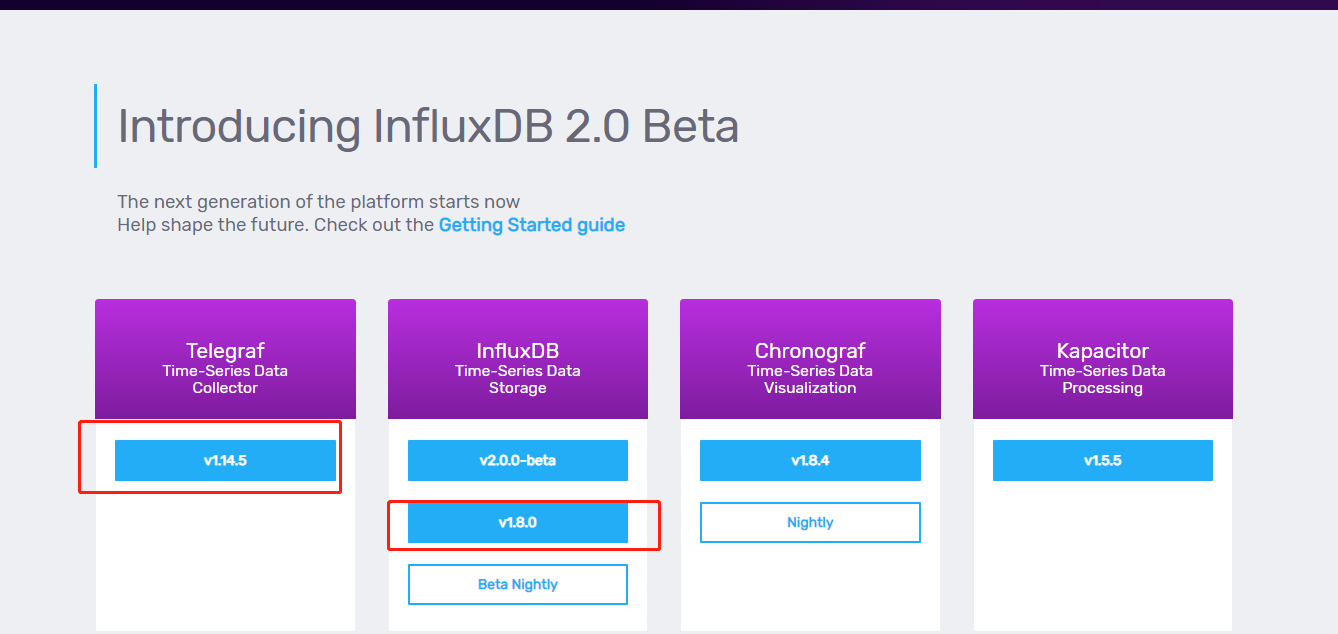 Introducing InfluxDB 2.0 Beta
The next generation of the platform starts now
Help shape the future. Check out the Getting Started guide
Telegraf
Time-Series Data
Collector
v1.14.5
InfluxDB
Time-Series Data
Storage
v2.0.0-beta
v1.8.0
Beta Nightly
Chronograf
Time-Series Data
Visualization
v1.8.4
Nightly
Kapacitor
Time-Series Data
Processing
v1.5.5